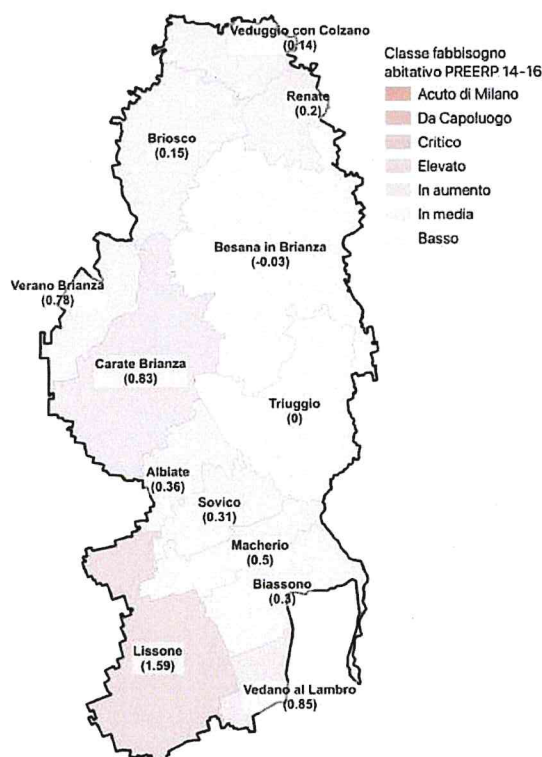 Veduggio con Colzano
(0.14)
Classe fabbisogno
abitativo PREERP 14-16
Acuto di Milano
Da Capoluogo
Critico
Elevato
In aumento
In media
Basso
Renate
(0.2)
Briosco
(0.15)
Besana in Brianza
(-0.03)
Verano Brianza
(0.78)
Carate Brianza
(0.83)
Triuggio
(0)
Albiate
(0.36)
Sovico
(0.31)
Macherio
(0.5)
Biassono
(0.3)
Lissone
(1.59)
Vedano al Lambro
(0.85)